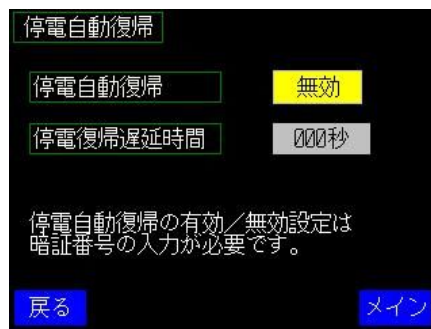 停電自動復帰
停電自動復帰 無効
停電復帰遅延時間 000秒
停電自動復帰の有効／無効設定は
暗証番号の入力が必要です。
戻る メイン